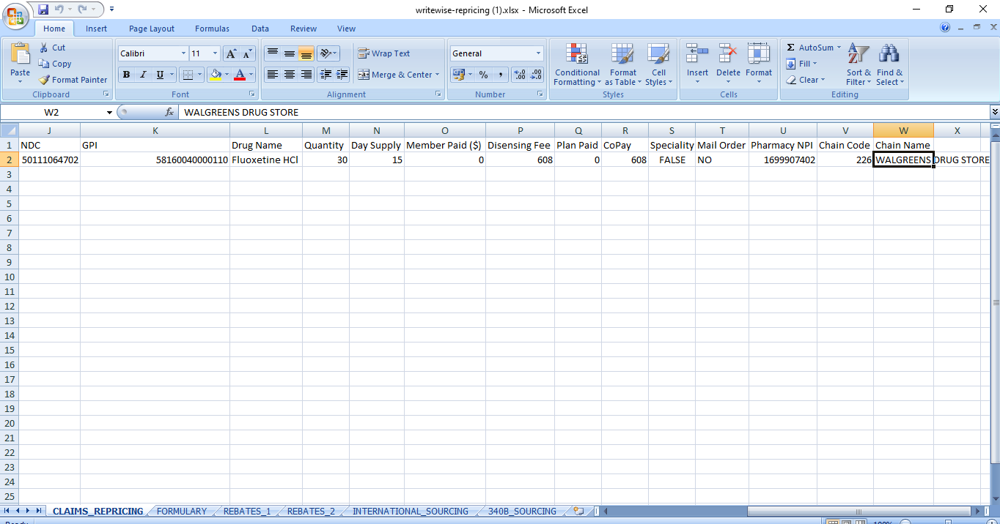 writewise-repricing (1).xlsx - Microsoft Excel
Home Insert Page Layout Formulas Data Review View
Paste
Cut
Copy
Format Painter
Clipboard
Calibri 11
B I U
Font
Wrap Text
Merge & Center
Alignment
General
% ,
Number
Conditional Formatting
Format as Table
Cell Styles
Styles
Insert
Delete
Format
Cells
Σ AutoSum
Fill
Clear
Sort & Filter
Find & Select
Editing
W2 fx WALGREENS DRUG STORE
J K L M N O P Q R S T U V W X
1 NDC GPI Drug Name Quantity Day Supply Member Paid ($) Disensing Fee Plan Paid CoPay Speciality Mail Order Pharmacy NPI Chain Code Chain Name
2 50111064702 58160040000110 Fluoxetine HCl 30 15 0 608 0 608 FALSE NO 1699907402 226 WALGREENS DRUG STORE
3
4
5
6
7
8
9
10
11
12
13
14
15
16
17
18
19
20
21
22
23
24
25
CLAIMS_REPRICING FORMULARY REBATES_1 REBATES_2 INTERNATIONAL_SOURCING 340B_SOURCING